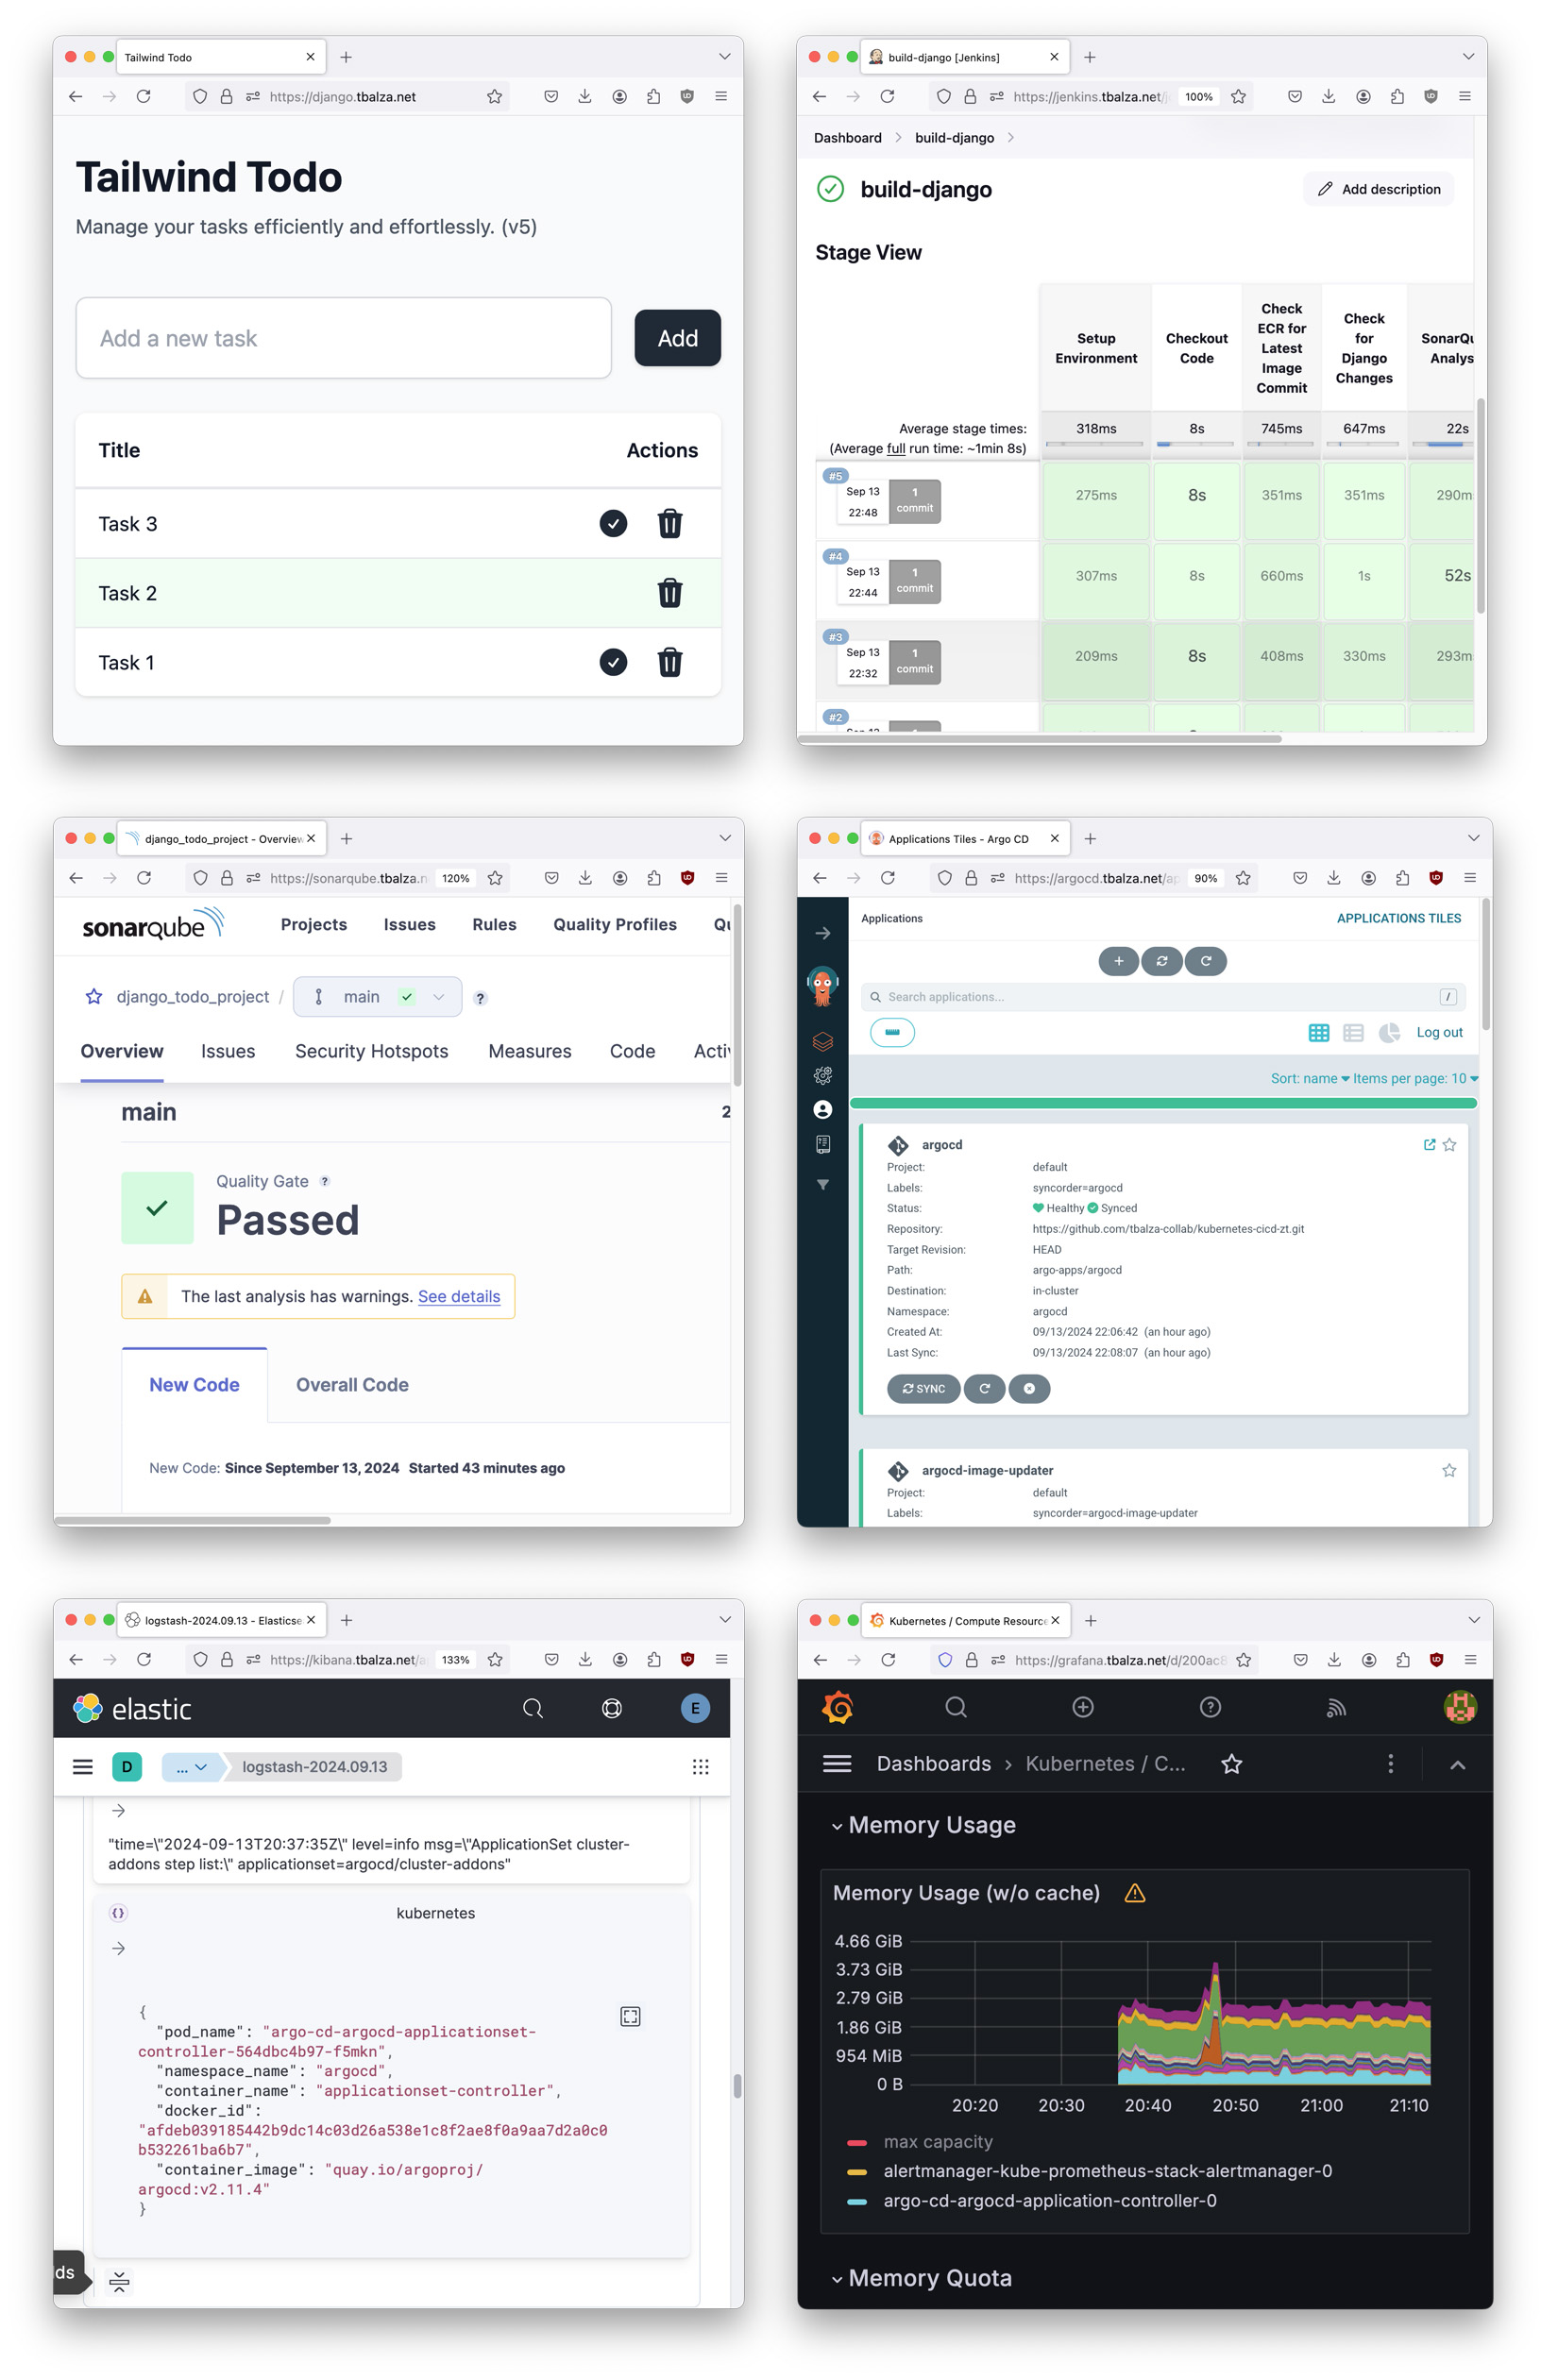 Tailwind Todo
https://django.tbalza.net
Tailwind Todo
Manage your tasks efficiently and effortlessly. (v5)
Add a new task
Add
Title Actions
Task 3
Task 2
Task 1
build-django [Jenkins]
https://jenkins.tbalza.net/j 100%
Dashboard build-django
build-django
Add description
Stage View
Setup
Environment
Checkout
Code
Check
ECR for
Latest
Image
Commit
Check
for
Django
Changes
SonarQu
Analys
Average stage times:
(Average full run time: ~1min 8s)
318ms 8s 745ms 647ms 22s
#5
Sep 13
22:48
1
commit
275ms 8s 351ms 351ms 290m
#4
Sep 13
22:44
1
commit
307ms 8s 660ms 1s 52s
#3
Sep 13
22:32
1
commit
209ms 8s 408ms 330ms 293m
#2
django_todo_project - Overview
https://sonarqube.tbalza.n 120%
sonarqube
Projects Issues Rules Quality Profiles Qu
django_todo_project / main ?
Overview Issues Security Hotspots Measures Code Activ
main 2
Quality Gate ?
Passed
The last analysis has warnings. See details
New Code Overall Code
New Code: Since September 13, 2024 Started 43 minutes ago
Applications Tiles - Argo CD
https://argocd.tbalza.net/ap 90%
Applications APPLICATIONS TILES
Search applications... /
Log out
Sort: name Items per page: 10
argocd
Project: default
Labels: syncorder=argocd
Status: Healthy Synced
Repository: https://github.com/tbalza-collab/kubernetes-cicd-zt.git
Target Revision: HEAD
Path: argo-apps/argocd
Destination: in-cluster
Namespace: argocd
Created At: 09/13/2024 22:06:42 (an hour ago)
Last Sync: 09/13/2024 22:08:07 (an hour ago)
SYNC
argocd-image-updater
Project: default
Labels: syncorder=argocd-image-updater
logstash-2024.09.13 - Elasticse
https://kibana.tbalza.net/a 133%
elastic
E
D ... logstash-2024.09.13
"time=\"2024-09-13T20:37:35Z\" level=info msg=\"ApplicationSet cluster-
addons step list:\" applicationset=argocd/cluster-addons"
{} kubernetes
{
"pod_name": "argo-cd-argocd-applicationset-
controller-564dbc4b97-f5mkn",
"namespace_name": "argocd",
"container_name": "applicationset-controller",
"docker_id":
"afdeb039185442b9dc14c03d26a538e1c8f2ae8f0a9aa7d2a0c0
b532261ba6b7",
"container_image": "quay.io/argoproj/
argocd:v2.11.4"
}
ds
Kubernetes / Compute Resource
https://grafana.tbalza.net/d/200ac8
Dashboards › Kubernetes / C...
Memory Usage
Memory Usage (w/o cache)
4.66 GiB
3.73 GiB
2.79 GiB
1.86 GiB
954 MiB
0 B
20:20 20:30 20:40 20:50 21:00 21:10
max capacity
alertmanager-kube-prometheus-stack-alertmanager-0
argo-cd-argocd-application-controller-0
Memory Quota